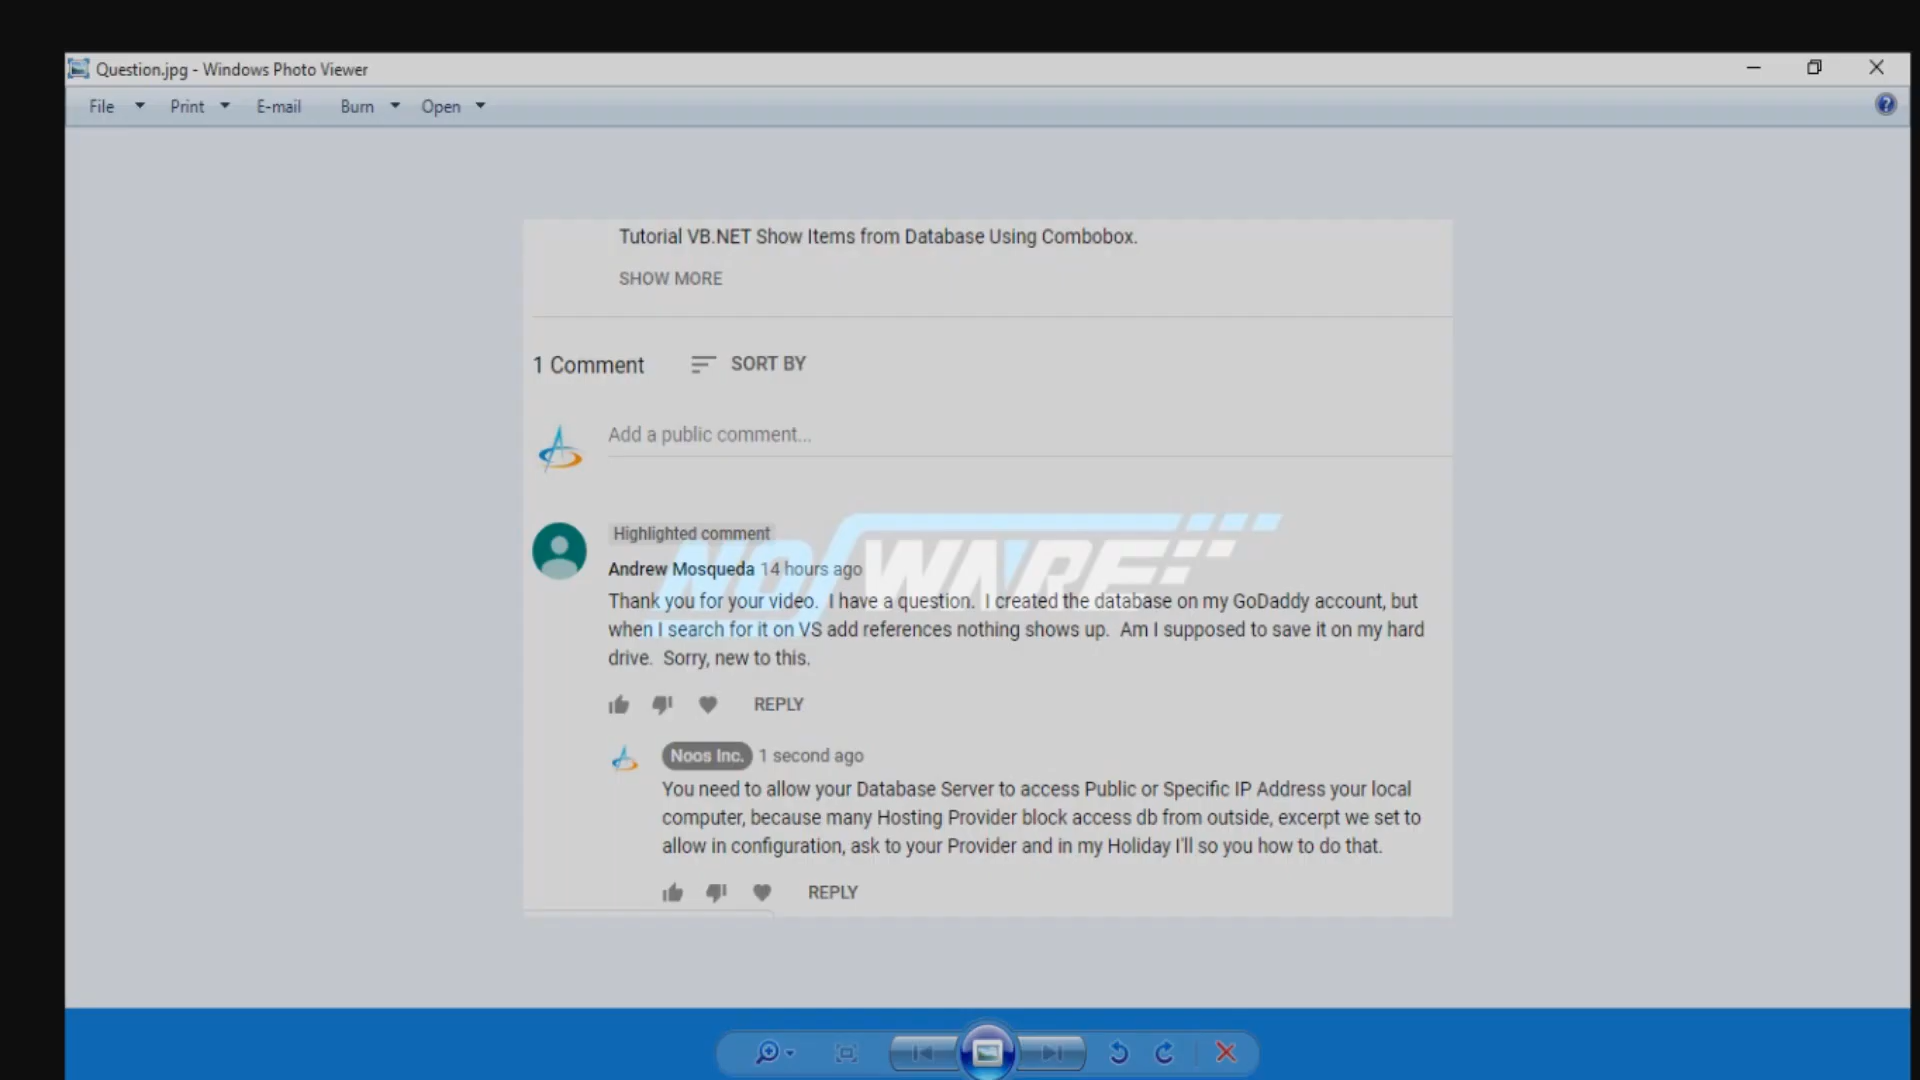 Question.jpg - Windows Photo Viewer
File Print E-mail Burn Open
Tutorial VB.NET Show Items from Database Using Combobox.
SHOW MORE
1 Comment SORT BY
Add a public comment...
Highlighted comment
NOSWARE
Andrew Mosqueda 14 hours ago
Thank you for your video. I have a question. I created the database on my GoDaddy account, but
when I search for it on VS add references nothing shows up. Am I supposed to save it on my hard
drive. Sorry, new to this.
REPLY
Noos Inc. 1 second ago
You need to allow your Database Server to access Public or Specific IP Address your local
computer, because many Hosting Provider block access db from outside, excerpt we set to
allow in configuration, ask to your Provider and in my Holiday I'll so you how to do that.
REPLY